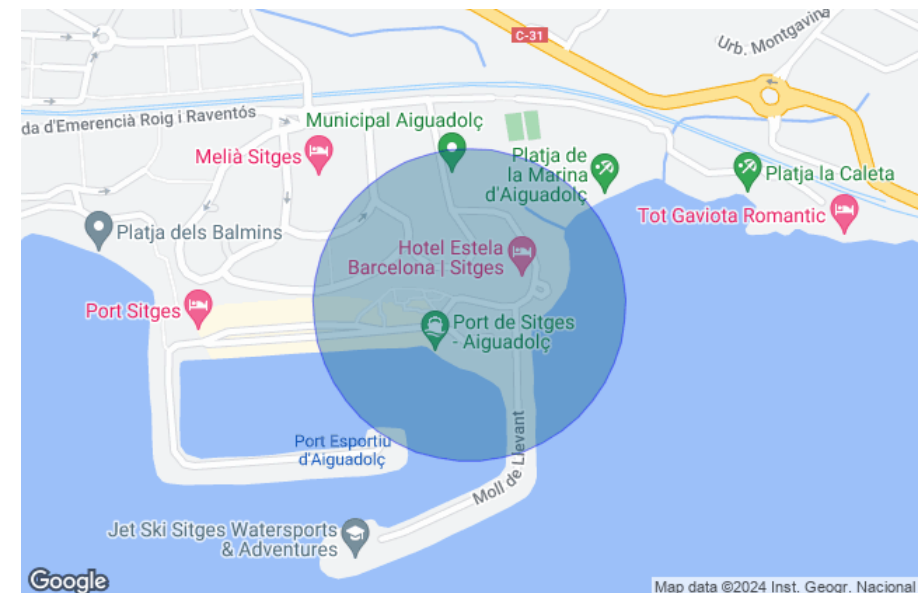 C-31
Urb. Montgavina
da d'Emerencià Roig i Raventós
Municipal Aiguadolç
Melià Sitges
Platja de
la Marina
d'Aiguadolç
Platja la Caleta
Tot Gaviota Romantic
Platja dels Balmins
Hotel Estela
Barcelona | Sitges
Port Sitges
Port de Sitges
- Aiguadolç
Port Esportiu
d'Aiguadolç
Moll de Llevant
Jet Ski Sitges Watersports
& Adventures
Google
Map data ©2024 Inst. Geogr. Nacional